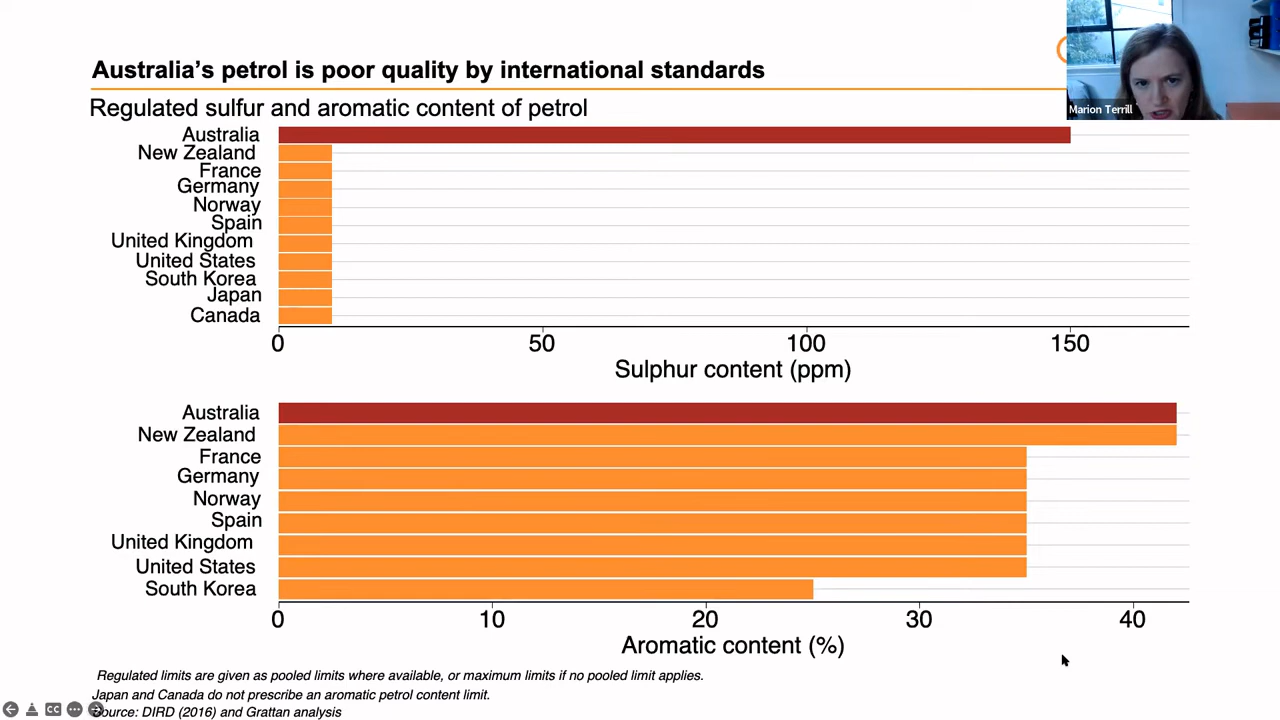 Australia's petrol is poor quality by international standards
Regulated sulfur and aromatic content of petrol
Marion Terrill
Australia
New Zealand
France
Germany
Norway
Spain
United Kingdom
United States
South Korea
Japan
Canada
0 50 100 150
Sulphur content (ppm)
Australia
New Zealand
France
Germany
Norway
Spain
United Kingdom
United States
South Korea
0 10 20 30 40
Aromatic content (%)
Regulated limits are given as pooled limits where available, or maximum limits if no pooled limit applies.
Japan and Canada do not prescribe an aromatic petrol content limit.
Source: DIRD (2016) and Grattan analysis
CC